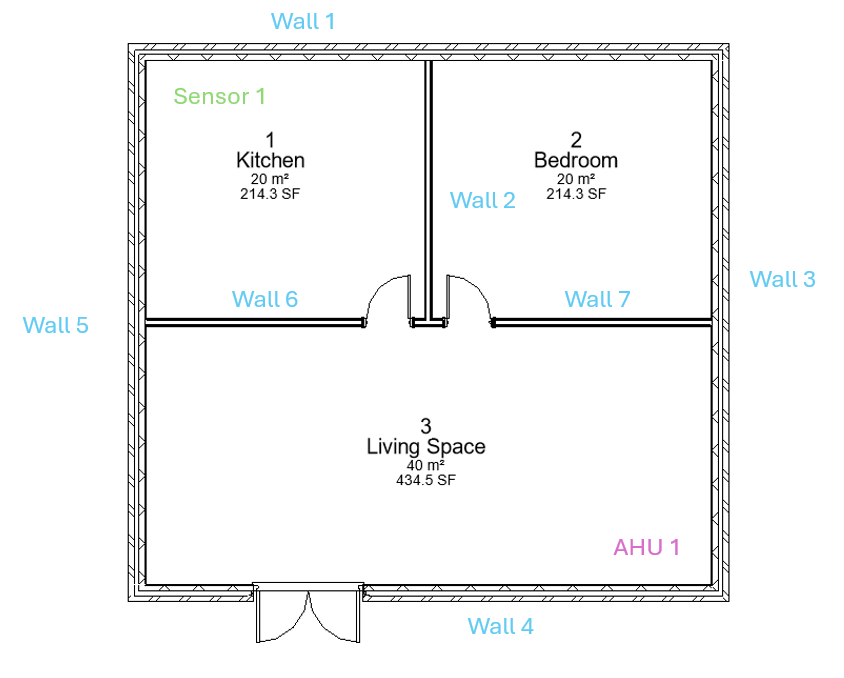 Wall 1
Sensor 1
1
Kitchen
20 m²
214.3 SF
2
Bedroom
20 m²
214.3 SF
Wall 2
Wall 3
Wall 6
Wall 7
Wall 5
3
Living Space
40 m²
434.5 SF
AHU 1
Wall 4